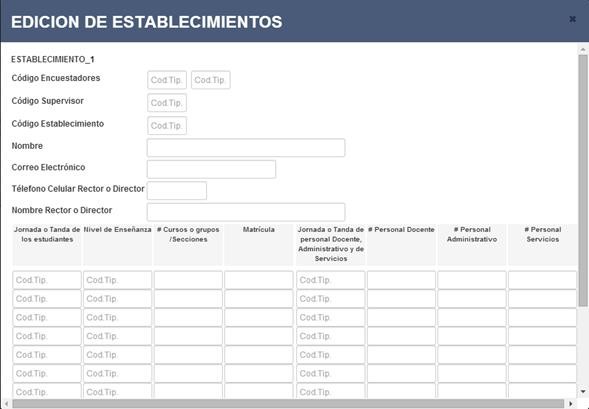 EDICION DE ESTABLECIMIENTOS
ESTABLECIMIENTO_1
Código Encuestadores Cod.Tip. Cod.Tip.
Código Supervisor Cod.Tip.
Código Establecimiento Cod.Tip.
Nombre
Correo Electrónico
Télefono Celular Rector o Director
Nombre Rector o Director
Jornada o Tanda de los estudiantes Nivel de Enseñanza # Cursos o grupos /Secciones Matrícula Jornada o Tanda de personal Docente, Administrativo y de Servicios # Personal Docente # Personal Administrativo # Personal Servicios
Cod.Tip. Cod.Tip. Cod.Tip.
Cod.Tip. Cod.Tip. Cod.Tip.
Cod.Tip. Cod.Tip. Cod.Tip.
Cod.Tip. Cod.Tip. Cod.Tip.
Cod.Tip. Cod.Tip. Cod.Tip.
Cod.Tip. Cod.Tip. Cod.Tip.
Cod.Tip. Cod.Tip. Cod.Tip.